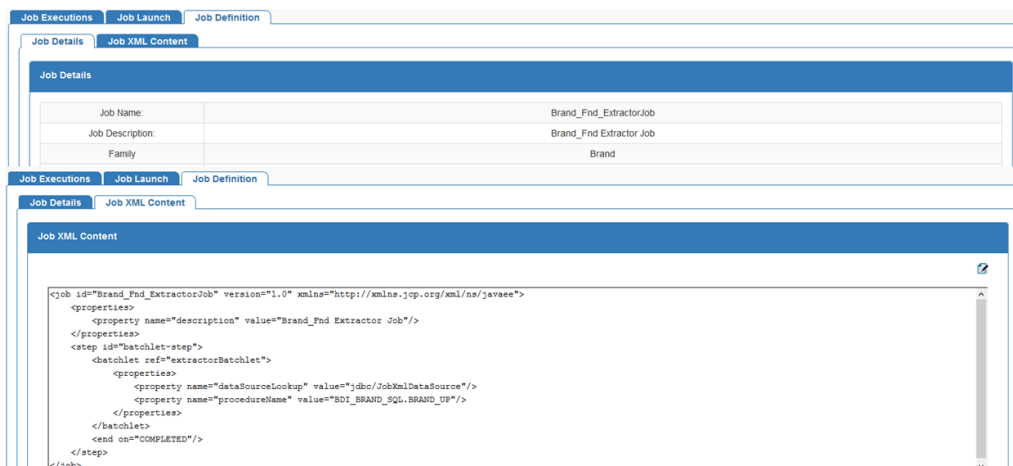 Job Executions Job Launch Job Definition
Job Details Job XML Content
Job Details
Job Name: Brand_Fnd_ExtractorJob
Job Description: Brand_Fnd Extractor Job
Family Brand
Job Executions Job Launch Job Definition
Job Details Job XML Content
Job XML Content
<job id="Brand_Fnd_ExtractorJob" version="1.0" xmlns="http://xmlns.jcp.org/xml/ns/javaee">
<properties>
<property name="description" value="Brand_Fnd Extractor Job"/>
</properties>
<step id="batchlet-step">
<batchlet ref="extractorBatchlet">
<properties>
<property name="dataSourceLookup" value="jdbc/JobXmlDataSource"/>
<property name="procedureName" value="BDI_BRAND_SQL.BRAND_UP"/>
</properties>
</batchlet>
<end on="COMPLETED"/>
</step>
</job>